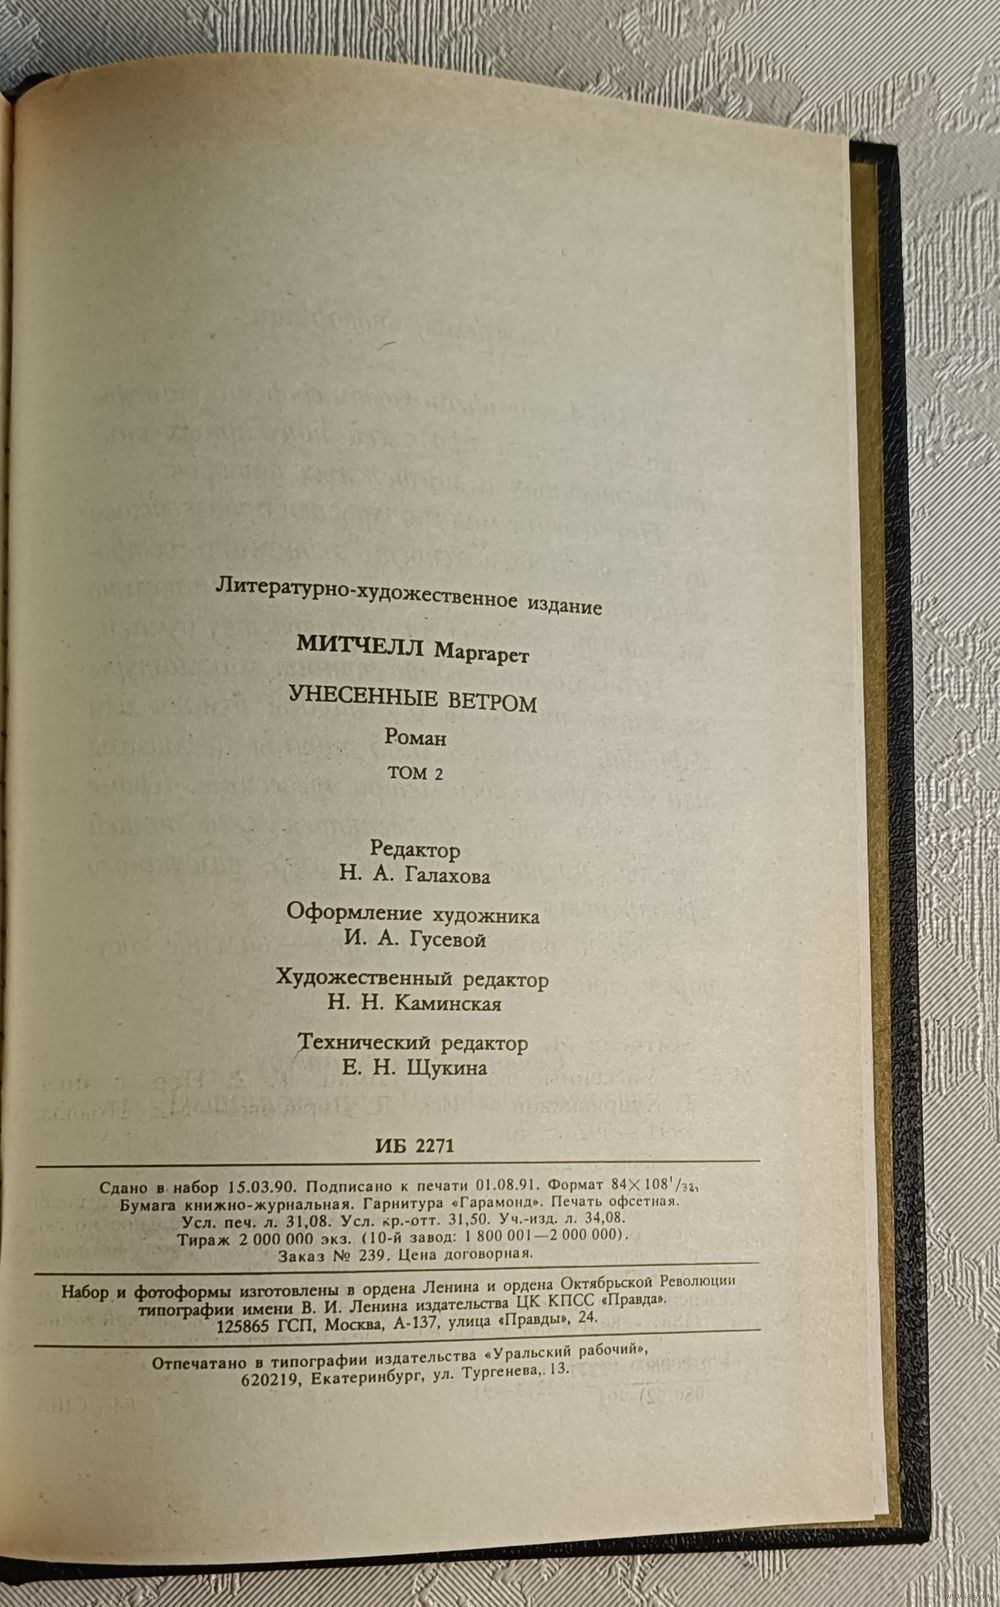 Литературно-художественное издание
МИТЧЕЛЛ Маргарет
УНЕСЕННЫЕ ВЕТРОМ
Роман
ТОМ 2
Редактор
Н. А. Галахова
Оформление художника
И. А. Гусевой
Художественный редактор
Н. Н. Каминская
Технический редактор
Е. Н. Щукина
ИБ 2271
Сдано в набор 15.03.90. Подписано к печати 01.08.91. Формат 84×108¹/₃₂,
Бумага книжно-журнальная. Гарнитура «Гарамонд». Печать офсетная.
Усл. печ. л. 31,08. Усл. кр.-отт. 31,50. Уч.-изд. л. 34,08.
Тираж 2 000 000 экз. (10-й завод: 1 800 001—2 000 000).
Заказ № 239. Цена договорная.
Набор и фотоформы изготовлены в ордена Ленина и ордена Октябрьской Революции
типографии имени В. И. Ленина издательства ЦК КПСС «Правда».
125865 ГСП, Москва, А-137, улица «Правды», 24.
Отпечатано в типографии издательства «Уральский рабочий»,
620219, Екатеринбург, ул. Тургенева, 13.